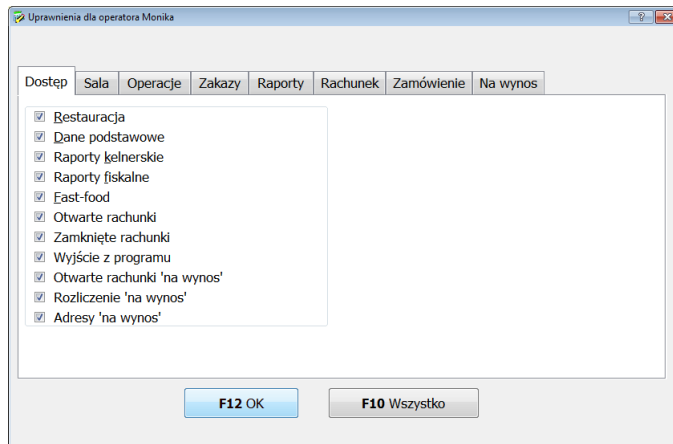 Uprawnienia dla operatora Monika
Dostęp Sala Operacje Zakazy Raporty Rachunek Zamówienie Na wynos
Restauracja
Dane podstawowe
Raporty kelnerskie
Raporty fiskalne
Fast-food
Otwarte rachunki
Zamknięte rachunki
Wyjście z programu
Otwarte rachunki 'na wynos'
Rozliczenie 'na wynos'
Adresy 'na wynos'
F12 OK F10 Wszystko